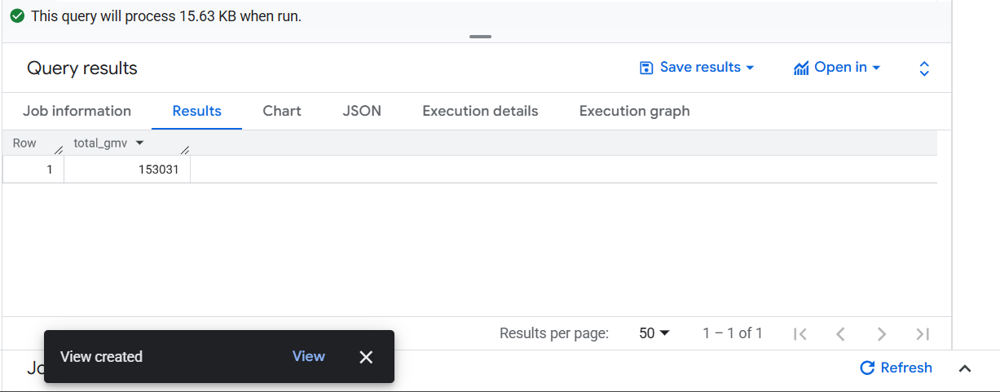 This query will process 15.63 KB when run.
Query results
Save results
Open in
Job information
Results
Chart
JSON
Execution details
Execution graph
Row
total_gmv
1
153031
Results per page:
50
1 – 1 of 1
View created
View
Jo
Refresh